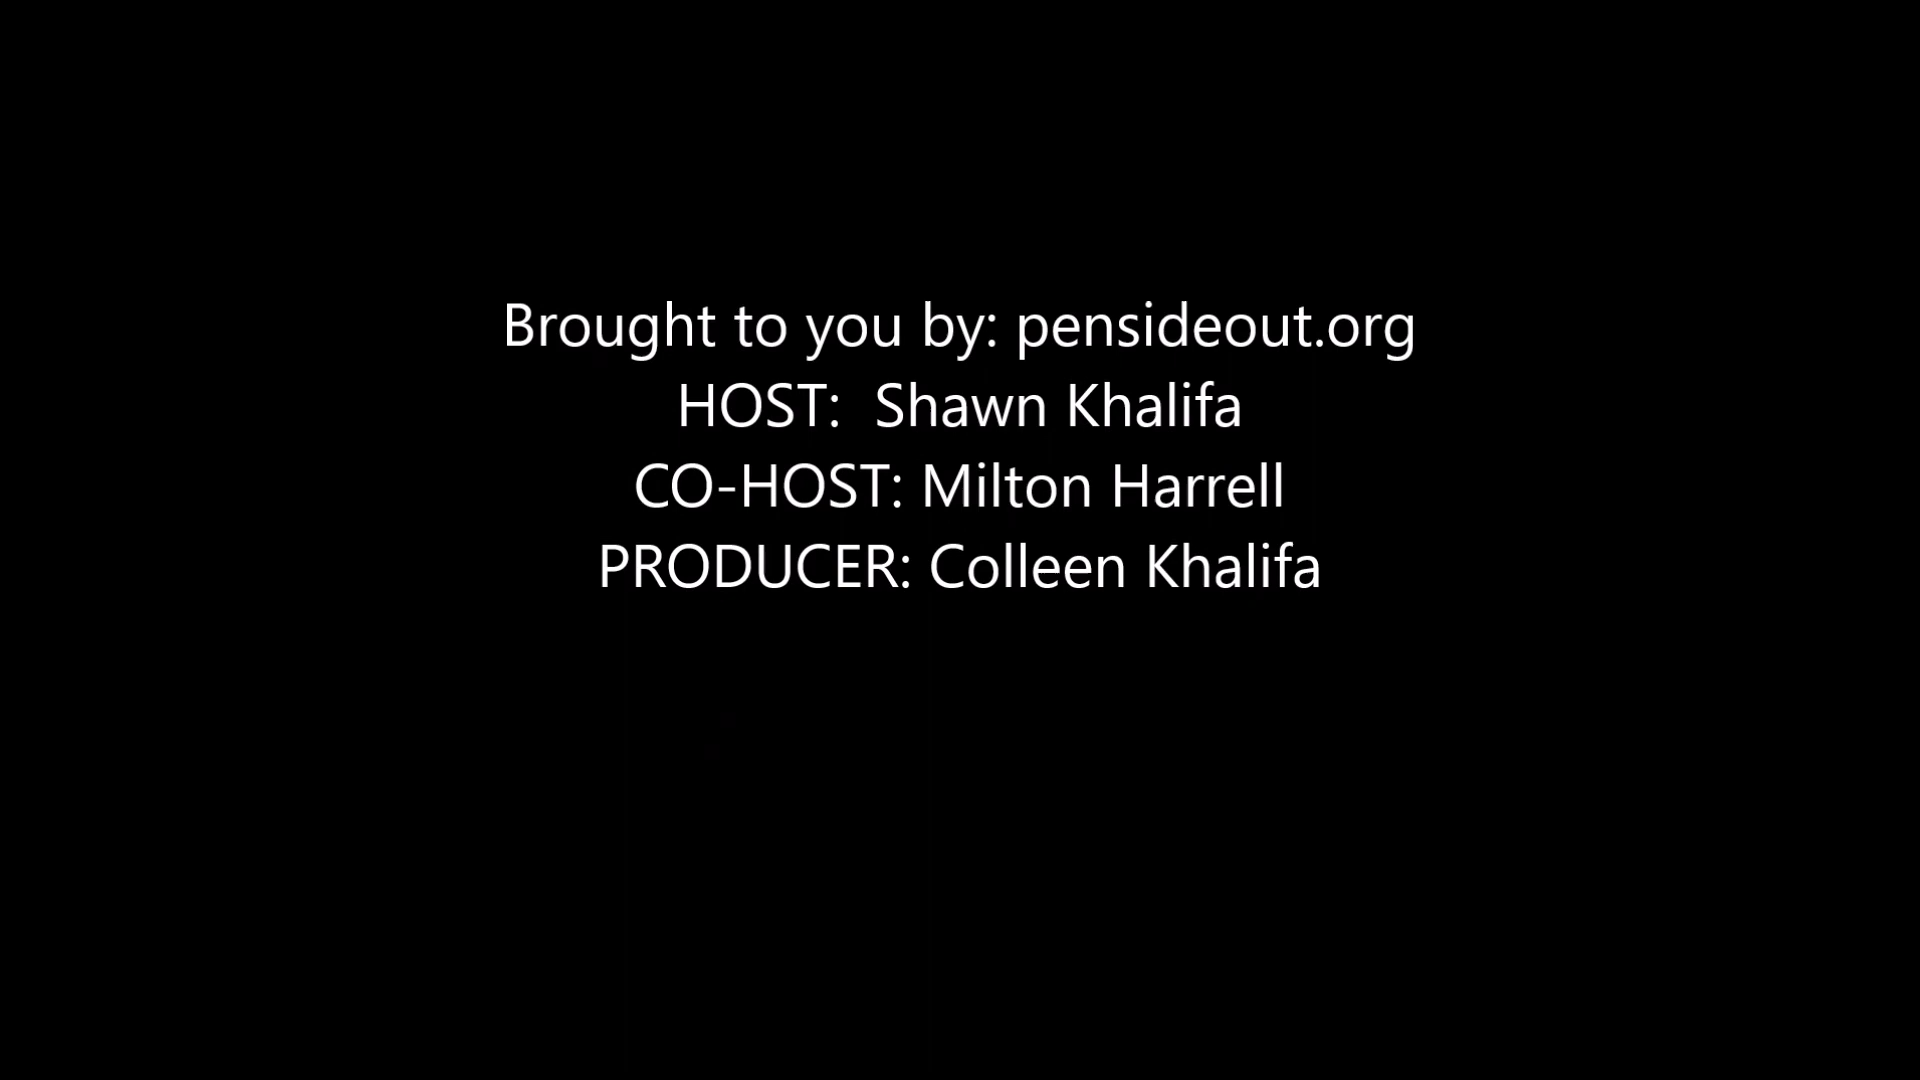 Brought to you by: pensideout.org
HOST:  Shawn Khalifa
CO-HOST: Milton Harrell
PRODUCER: Colleen Khalifa